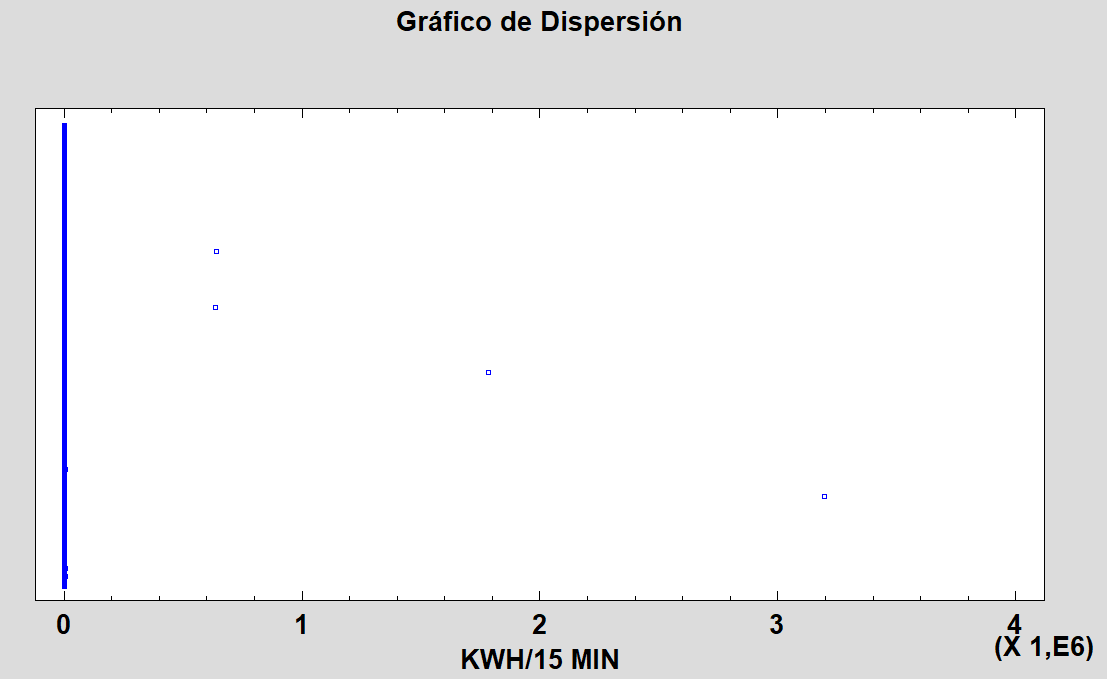 Gráfico de Dispersión
0 1 2 3 4
(X 1,E6)
KWH/15 MIN